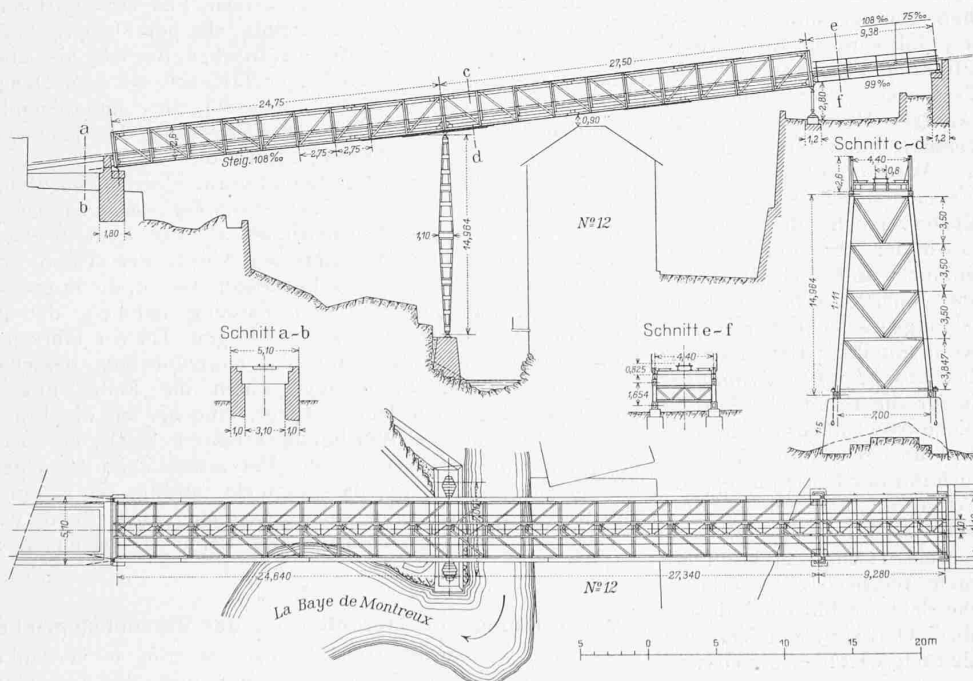 108‰ 75‰
e 9,38
27,50
c
24,75
99‰
f
2,80
0,90
a
2,6
Steig. 108‰
2,75 2,75
d
1,2 1,2
Schnitt c-d
4,40
0,8
2,6
b
1,80
1,10
14,964
Nº12
3,50
3,50
3,50
3,847
14,964
1:11
Schnitt a-b
5,10
1,0 3,10 1,0
Schnitt e-f
4,40
0,825
1,654
7,00
1:5
5,10
1,0
24,640
27,340
9,280
Nº12
La Baye de Montreux
5 0 5 10 15 20m